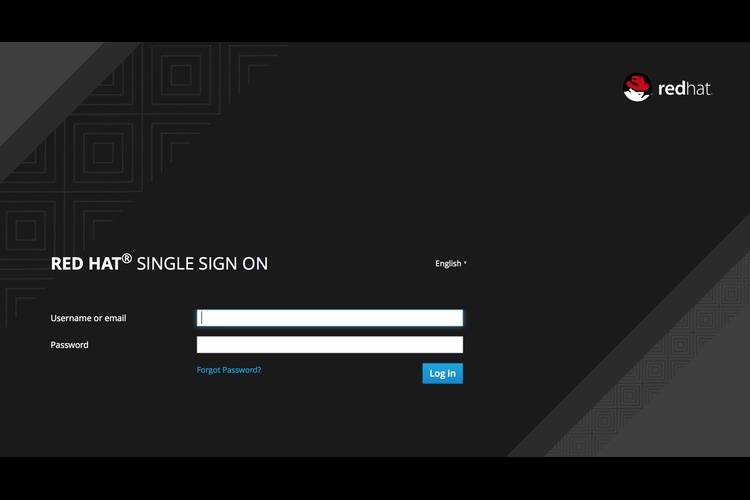 redhat.
RED HAT® SINGLE SIGN ON
English
Username or email
Password
Forgot Password?
Log in